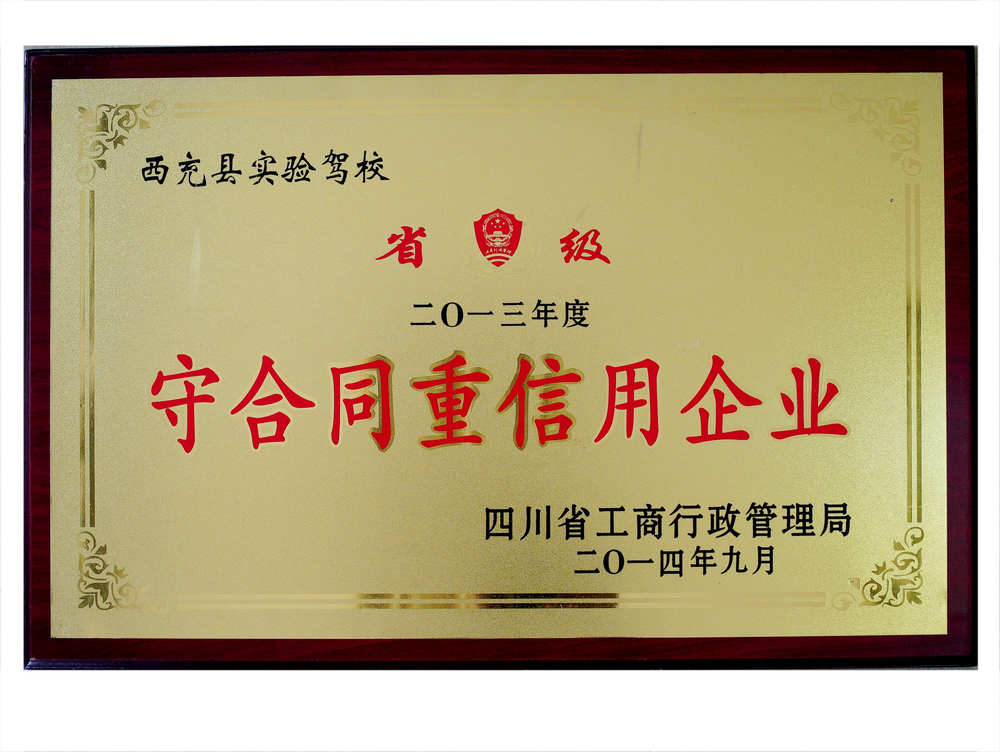 西充县实验驾校
省 级
二〇一三年度
守合同重信用企业
四川省工商行政管理局
二〇一四年九月